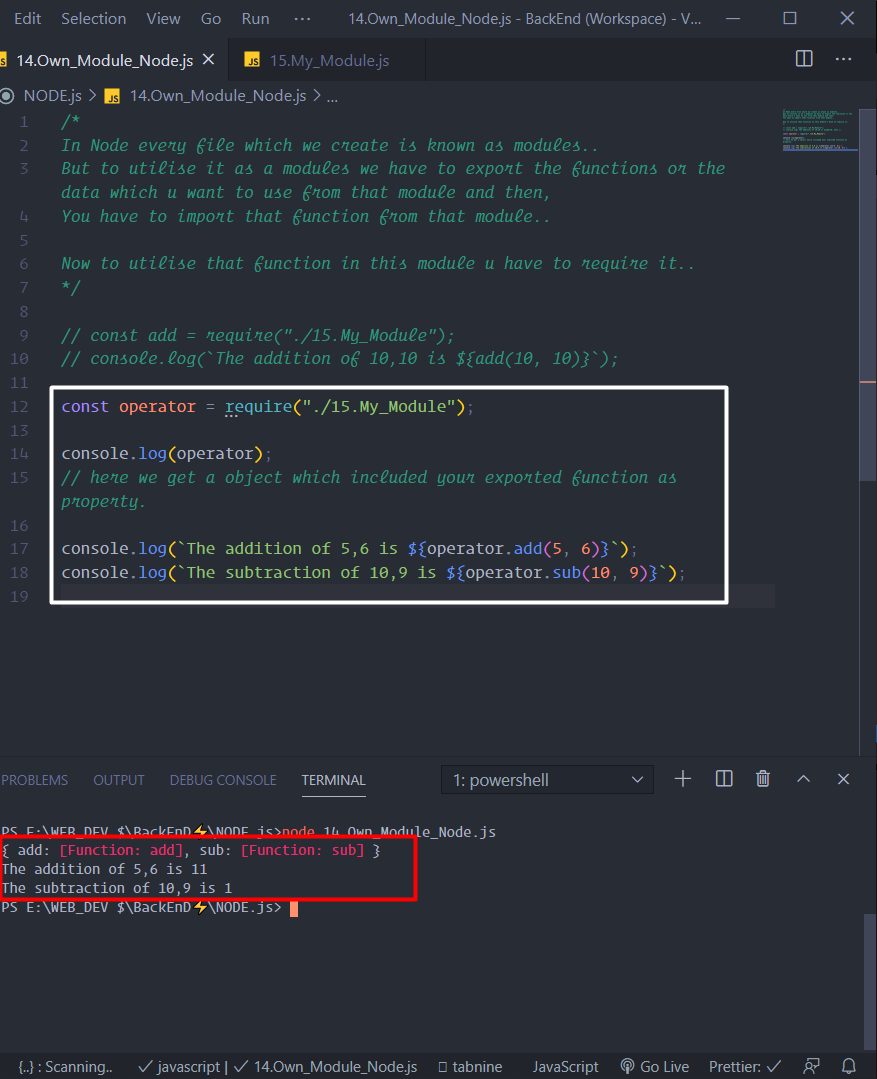 Edit Selection View Go Run ··· 14.Own_Module_Node.js - BackEnd (Workspace) - V...
JS 14.Own_Module_Node.js JS 15.My_Module.js ···
NODE.js > JS 14.Own_Module_Node.js > ...
1 /*
2 In Node every file which we create is known as modules..
3 But to utilise it as a modules we have to export the functions or the
data which u want to use from that module and then,
4 You have to import that function from that module..
5
6 Now to utilise that function in this module u have to require it..
7 */
8
9 // const add = require("./15.My_Module");
10 // console.log(`The addition of 10,10 is ${add(10, 10)}`);
11
12 const operator = require("./15.My_Module");
13
14 console.log(operator);
15 // here we get a object which included your exported function as
property.
16
17 console.log(`The addition of 5,6 is ${operator.add(5, 6)}`);
18 console.log(`The subtraction of 10,9 is ${operator.sub(10, 9)}`);
19
PROBLEMS OUTPUT DEBUG CONSOLE TERMINAL 1: powershell
PS E:\WEB_DEV $\BackEnD⚡\NODE.js>node 14.Own_Module_Node.js
{ add: [Function: add], sub: [Function: sub] }
The addition of 5,6 is 11
The subtraction of 10,9 is 1
PS E:\WEB_DEV $\BackEnD⚡\NODE.js>
{..} : Scanning.. ✓ javascript | ✓ 14.Own_Module_Node.js tabnine JavaScript Go Live Prettier: ✓